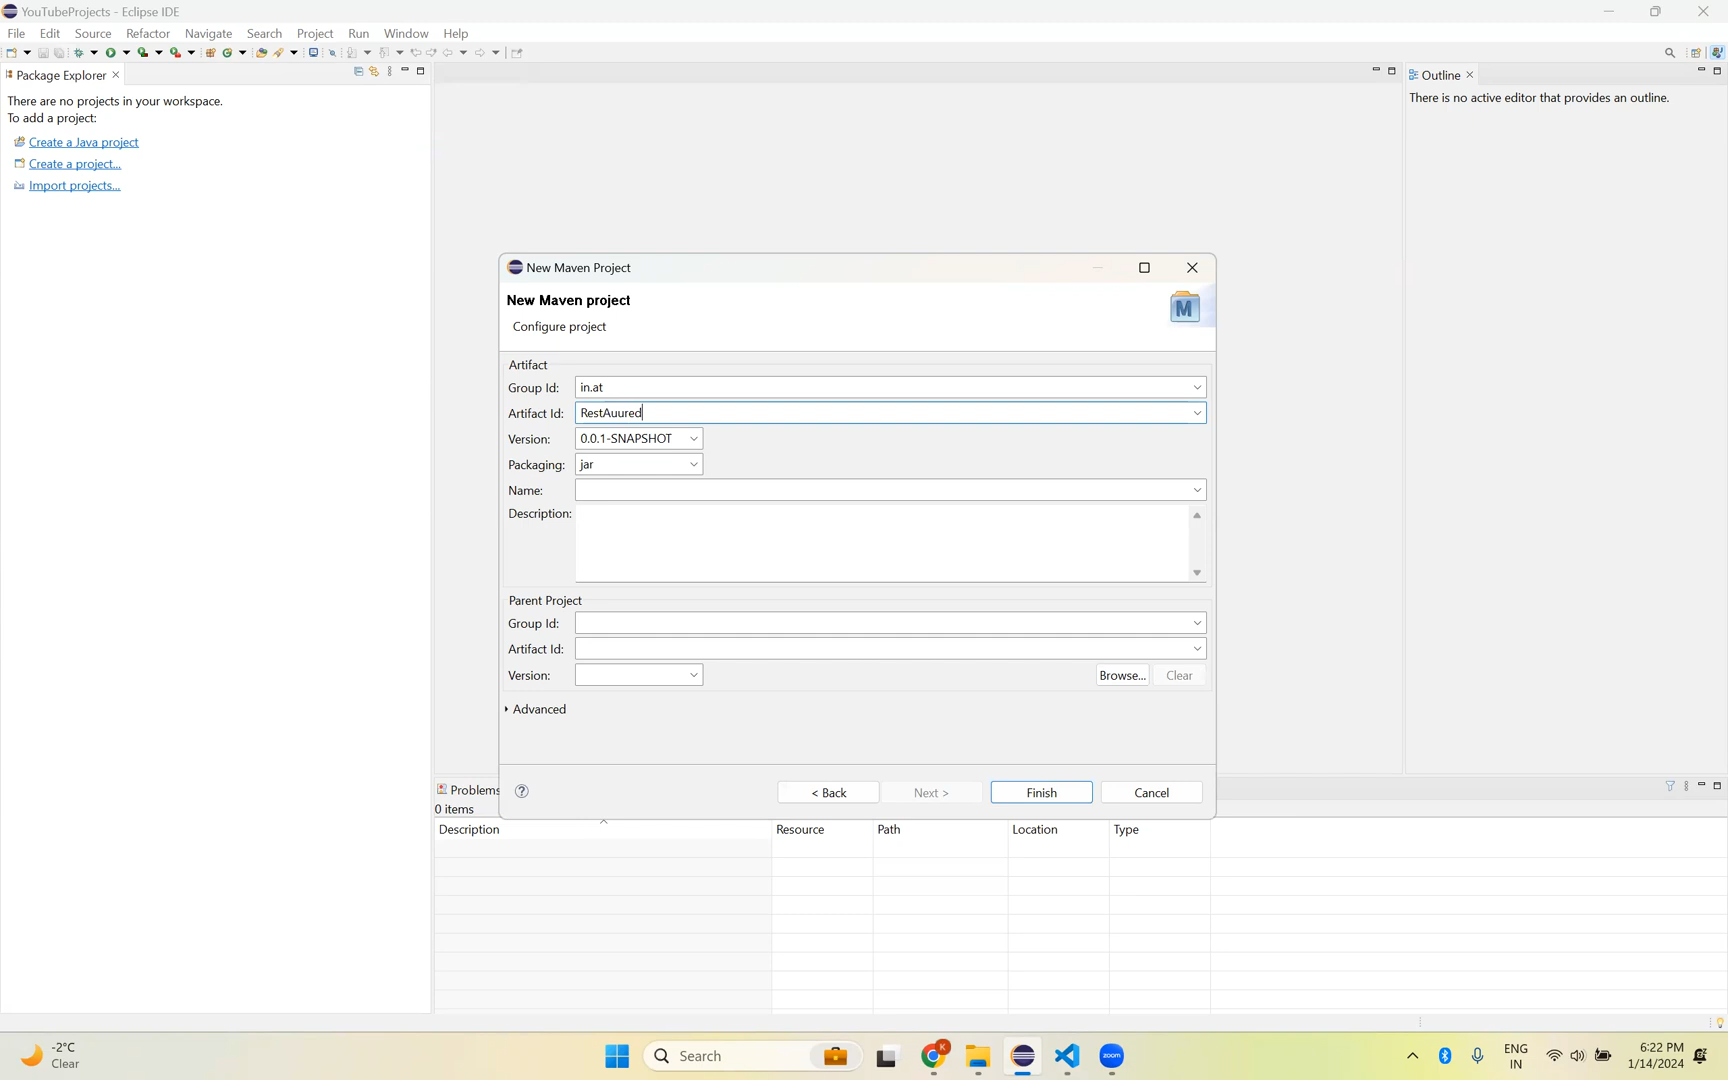 YouTubeProjects - Eclipse IDE
File Edit Source Refactor Navigate Search Project Run Window Help
Package Explorer
Outline
There are no projects in your workspace.
To add a project:
Create a Java project
Create a project...
Import projects...
There is no active editor that provides an outline.
New Maven Project
New Maven project
Configure project
M
Artifact
Group Id: in.at
Artifact Id: RestAuured
Version: 0.0.1-SNAPSHOT
Packaging: jar
Name:
Description:
Parent Project
Group Id:
Artifact Id:
Version:
Browse... Clear
Advanced
? < Back Next > Finish Cancel
Problems
0 items
Description Resource Path Location Type
-2°C
Clear
Search
K
zoom
ENG
IN
6:22 PM
1/14/2024